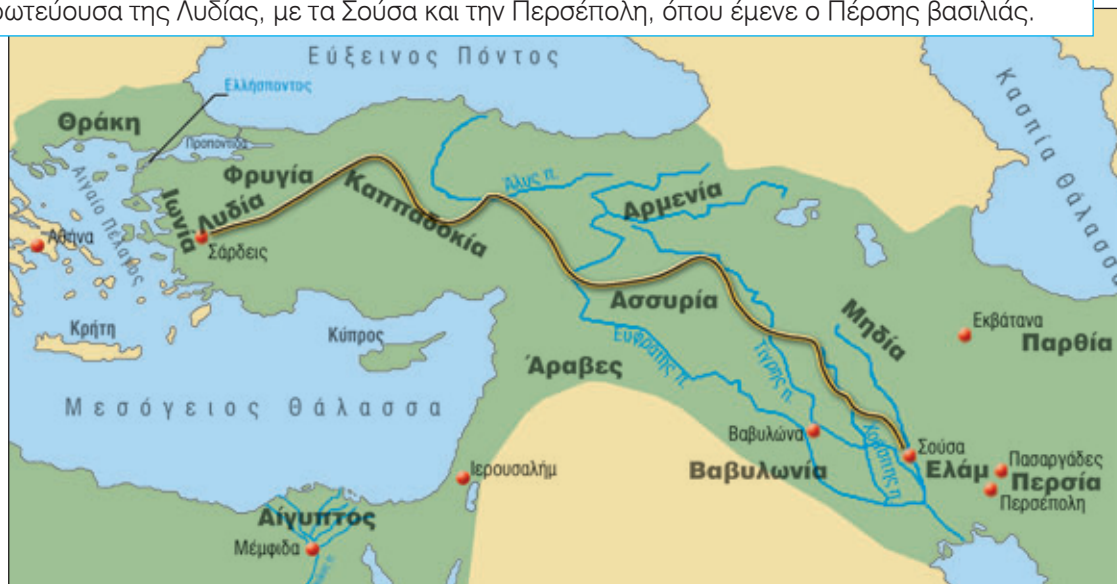 ρωτεύουσα της Λυδίας, με τα Σούσα και την Περσέπολη, όπου έμενε ο Πέρσης βασιλιάς.
Εύξεινος Πόντος
Κασπία Θάλασσα
Ελλήσποντος
Θράκη
Προποντίδα
Φρυγία
Αιγαίο Πέλαγος
Ιωνία
Λυδία
Καππαδοκία
Άλυς π.
Αρμενία
Αθήνα
Σάρδεις
Ασσυρία
Μηδία
Κρήτη
Κύπρος
Εκβάτανα
Παρθία
Ευφράτης π.
Άραβες
Τίγρης π.
Μεσόγειος Θάλασσα
Βαβυλώνα
Χοάσπης π.
Σούσα
Ιερουσαλήμ
Βαβυλωνία
Ελάμ
Πασαργάδες
Περσία
Περσέπολη
Αίγυπτος
Μέμφιδα